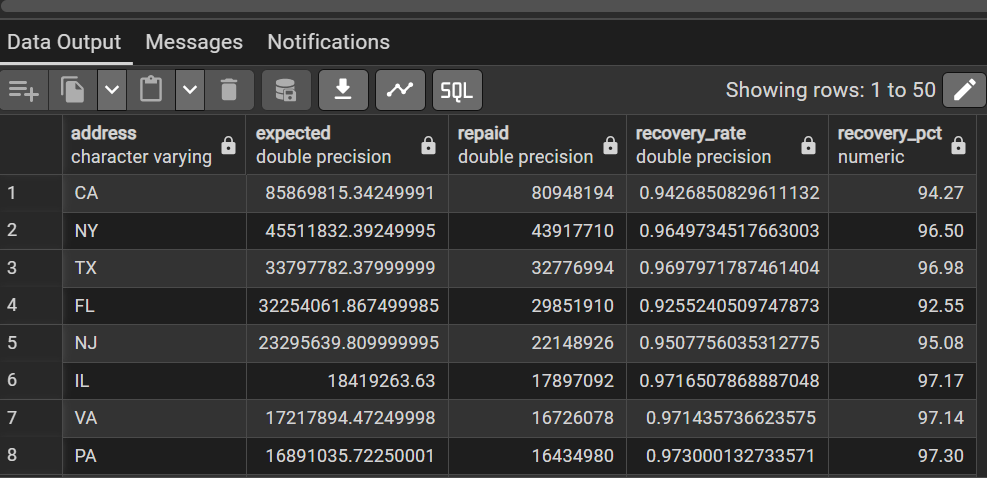 Data Output Messages Notifications
SQL Showing rows: 1 to 50
address expected repaid recovery_rate recovery_pct
character varying double precision double precision double precision numeric
1 CA 85869815.34249991 80948194 0.9426850829611132 94.27
2 NY 45511832.39249995 43917710 0.9649734517663003 96.50
3 TX 33797782.37999999 32776994 0.9697971787461404 96.98
4 FL 32254061.867499985 29851910 0.9255240509747873 92.55
5 NJ 23295639.809999995 22148926 0.9507756035312775 95.08
6 IL 18419263.63 17897092 0.9716507868887048 97.17
7 VA 17217894.47249998 16726078 0.971435736623575 97.14
8 PA 16891035.72250001 16434980 0.973000132733571 97.30